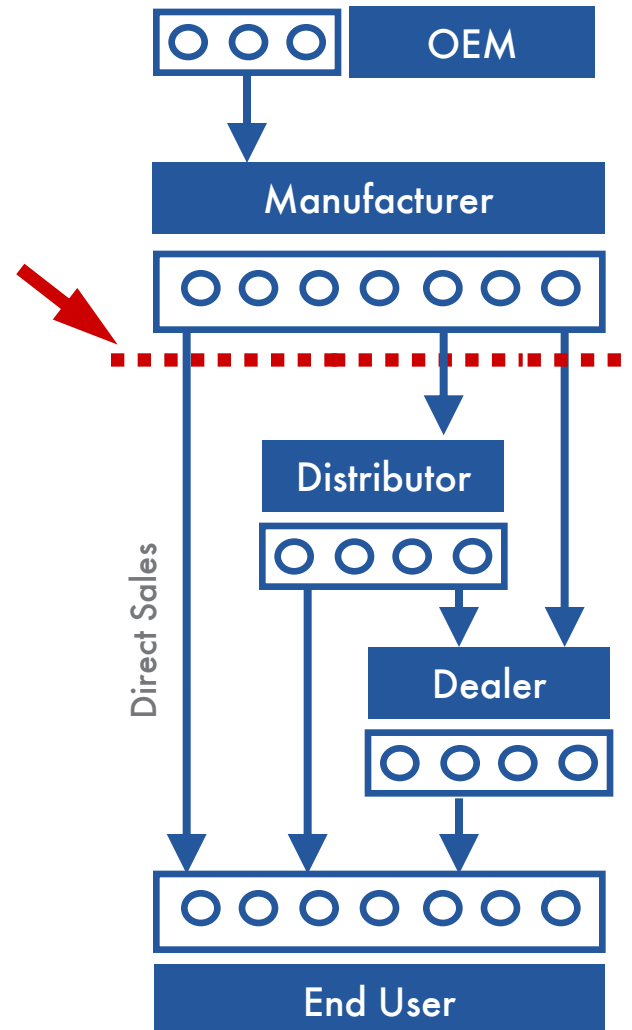 OEM
Manufacturer
Distributor
Direct Sales
Dealer
End User